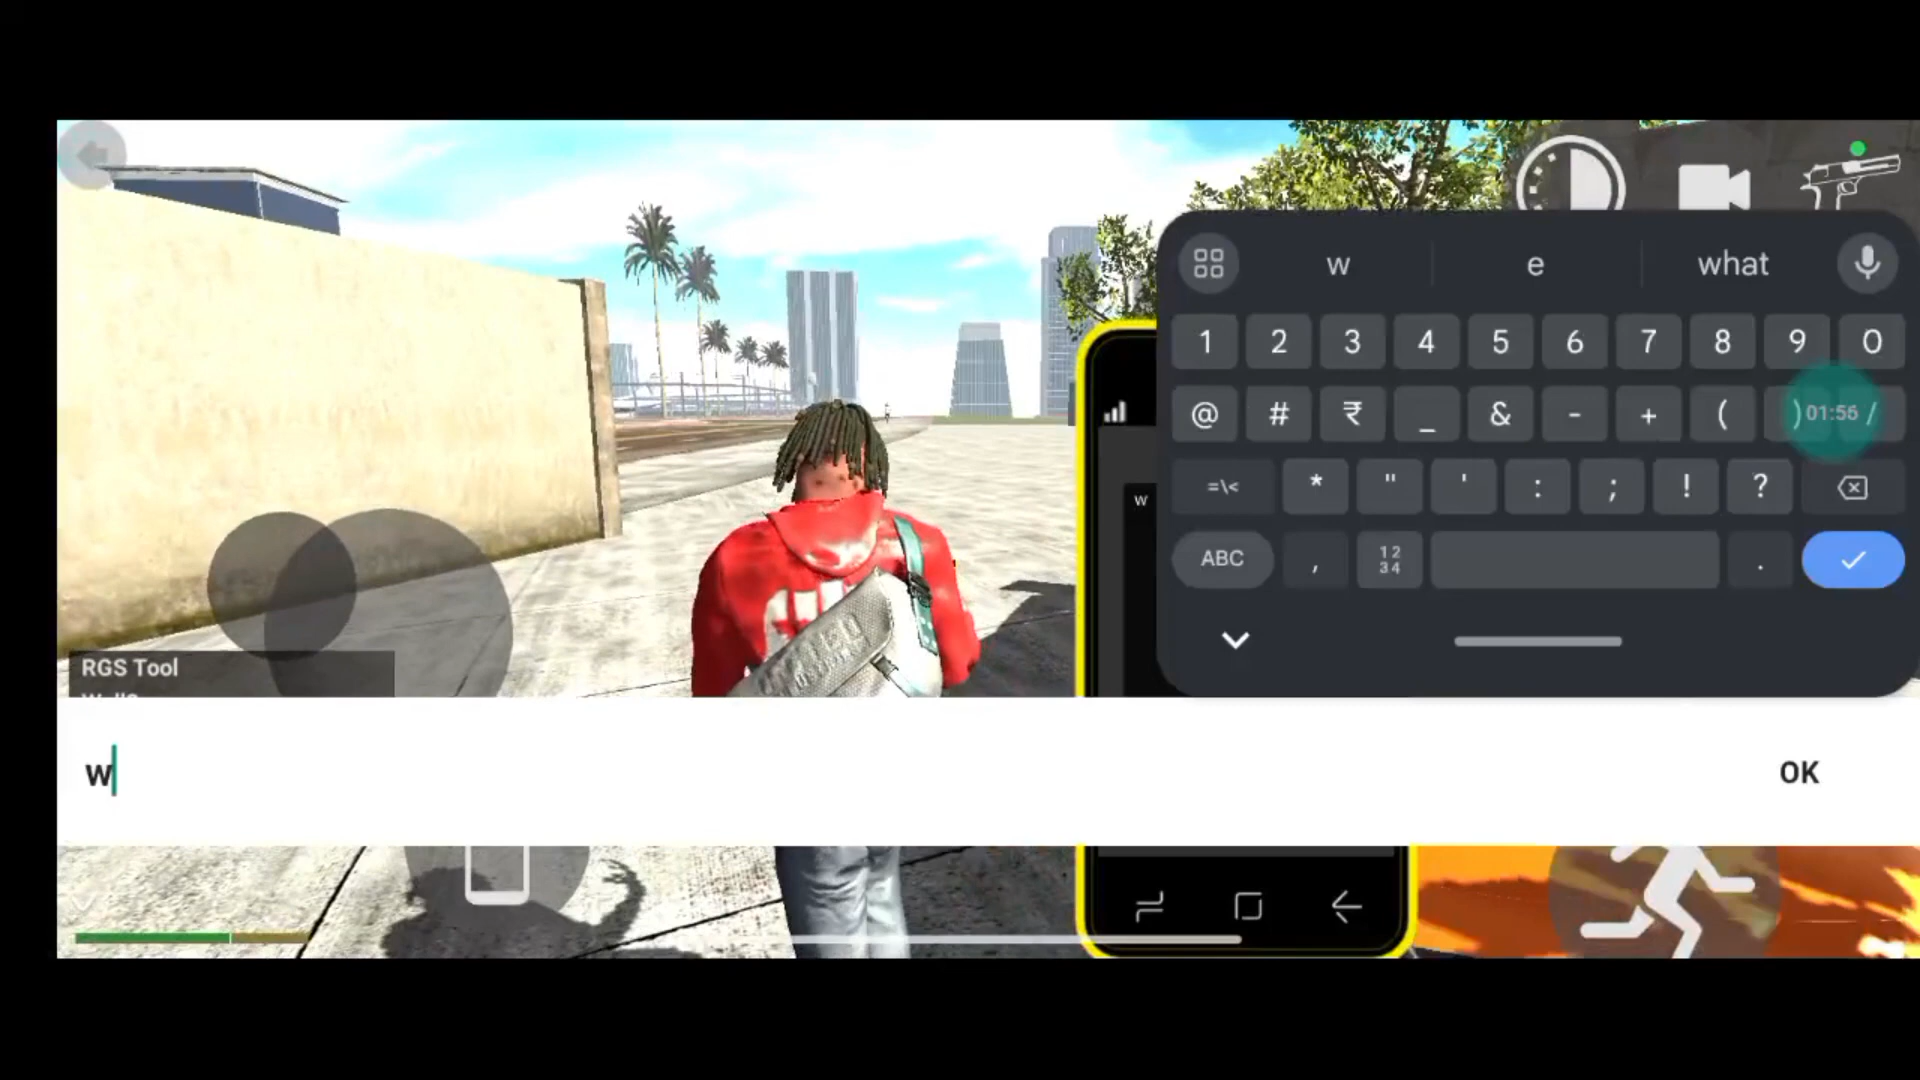 w e what
1 2 3 4 5 6 7 8 9 0
@ # ₹ _ & - + ( ) 01:56 /
w
=\< * " ' : ; ! ?
ABC , 12 34 .
RGS Tool
w
OK